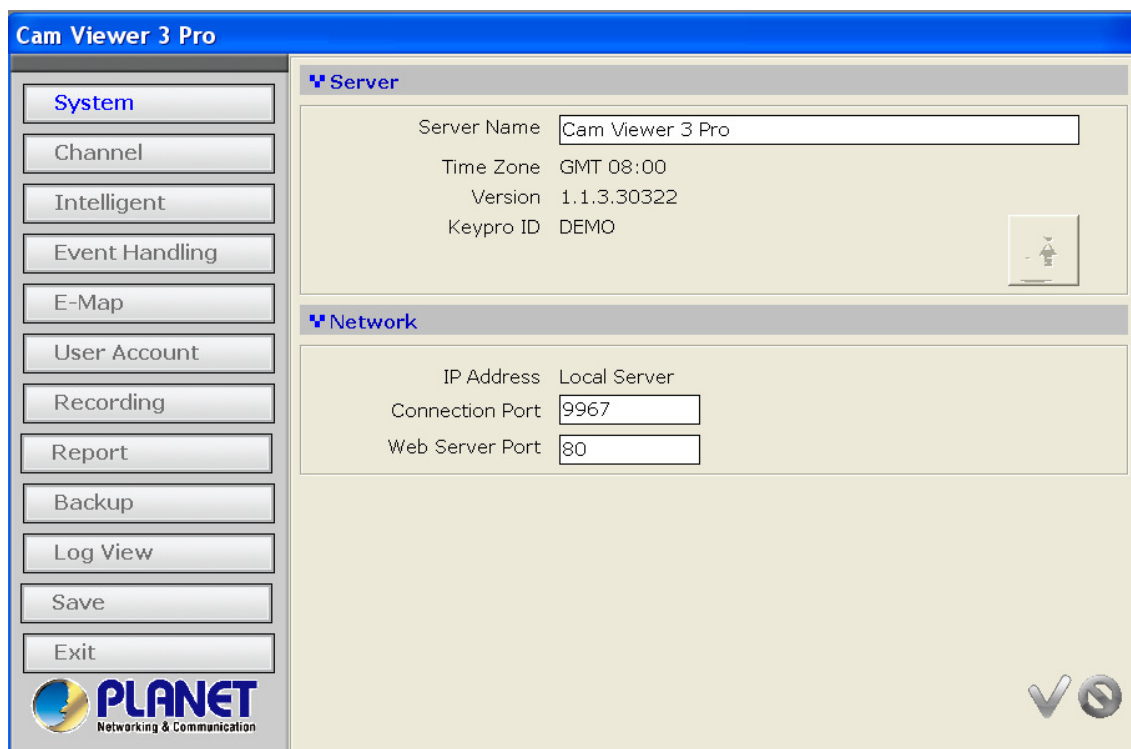 Cam Viewer 3 Pro
System
Channel
Intelligent
Event Handling
E-Map
User Account
Recording
Report
Backup
Log View
Save
Exit
PLANET
Networking & Communication
Server
Server Name Cam Viewer 3 Pro
Time Zone GMT 08:00
Version 1.1.3.30322
Keypro ID DEMO
Network
IP Address Local Server
Connection Port 9967
Web Server Port 80